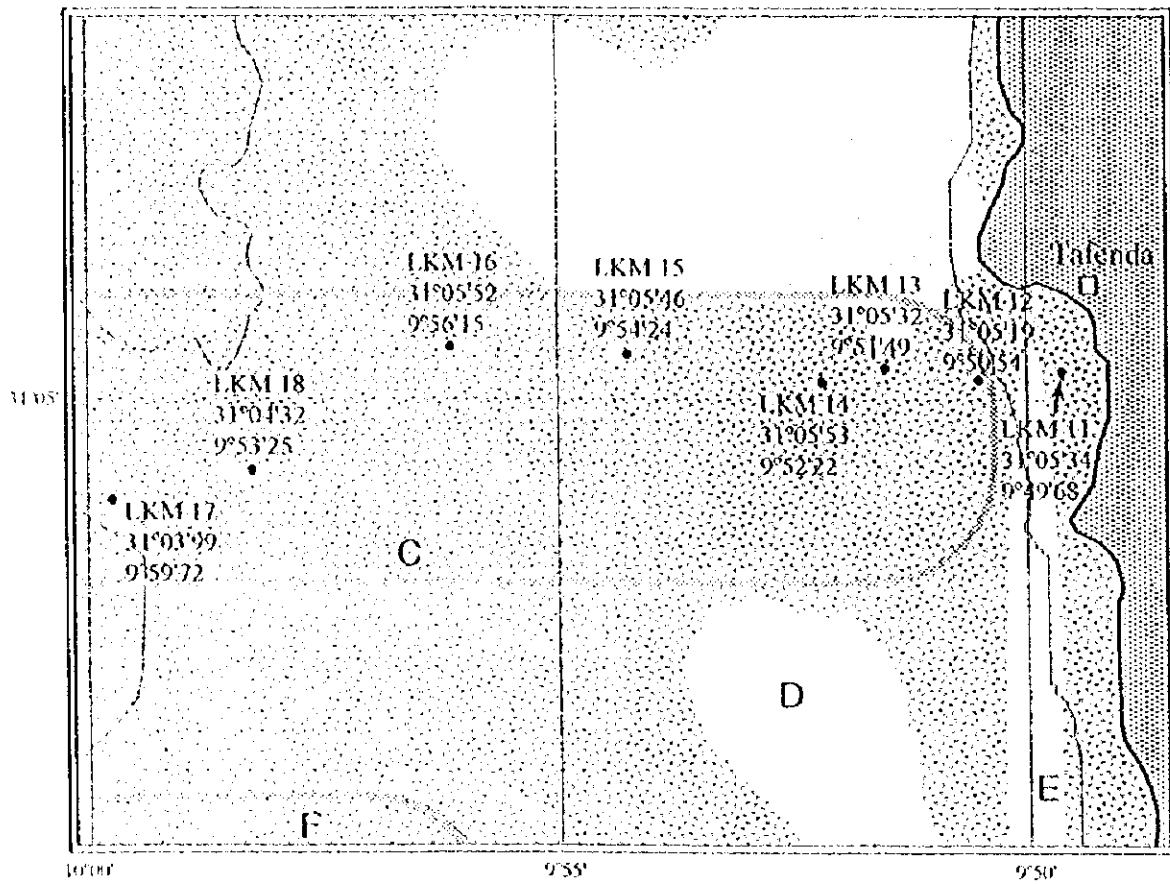 Tafenda
LKM 16
31°05'52
9°56'15
LKM 15
31°05'46
9°54'24
LKM 13
31°05'32
9°51'49
LKM 12
31°05'19
9°50'54
31°05'
LKM 18
31°04'32
9°53'25
LKM 14
31°05'53
9°52'22
LKM 11
31°05'34
9°49'68
LKM 17
31°03'99
9°59'72
C
D
E
F
10°00'
9°55'
9°50'